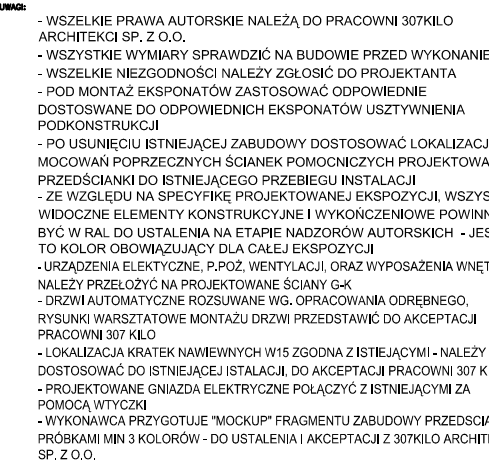 UWAGI:
- WSZELKIE PRAWA AUTORSKIE NALEŻĄ DO PRACOWNI 307KILO
ARCHITEKCI SP. Z O.O.
- WSZYSTKIE WYMIARY SPRAWDZIĆ NA BUDOWIE PRZED WYKONANIE
- WSZELKIE NIEZGODNOŚCI NALEŻY ZGŁOSIĆ DO PROJEKTANTA
- POD MONTAŻ EKSPONATÓW ZASTOSOWAĆ ODPOWIEDNIE
DOSTOSWANE DO ODPOWIEDNICH EKSPONATÓW USZTYWNIENIA
PODKONSTRUKCJI
- PO USUNIĘCIU ISTNIEJĄCEJ ZABUDOWY DOSTOSOWAĆ LOKALIZACJ
MOCOWAŃ POPRZECZNYCH ŚCIANEK POMOCNICZYCH PROJEKTOWA
PRZEDŚCIANKI DO ISTNIEJĄCEGO PRZEBIEGU INSTALACJI
- ZE WZGLĘDU NA SPECYFIKĘ PROJEKTOWANEJ EKSPOZYCJI, WSZYS
WIDOCZNE ELEMENTY KONSTRUKCYJNE I WYKOŃCZENIOWE POWINN
BYĆ W RAL DO USTALENIA NA ETAPIE NADZORÓW AUTORSKICH - JES
TO KOLOR OBOWIĄZUJĄCY DLA CAŁEJ EKSPOZYCJI
- URZĄDZENIA ELEKTYCZNE, P.POŻ, WENTYLACJI, ORAZ WYPOSAŻENIA WNĘT
NALEŻY PRZEŁOŻYĆ NA PROJEKTOWANE ŚCIANY G-K
- DRZWI AUTOMATYCZNE ROZSUWANE WG. OPRACOWANIA ODRĘBNEGO,
RYSUNKI WARSZTATOWE MONTAŻU DRZWI PRZEDSTAWIĆ DO AKCEPTACJI
PRACOWNI 307 KILO
- LOKALIZACJA KRATEK NAWIEWNYCH W15 ZGODNA Z ISTIEJĄCYMI - NALEŻY
DOSTOSOWAĆ DO ISTNIEJĄCEJ ISTALACJI, DO AKCEPTACJI PRACOWNI 307 K
- PROJEKTOWANE GNIAZDA ELEKTRYCZNE POŁĄCZYĆ Z ISTNIEJĄCYMI ZA
POMOCĄ WTYCZKI
- WYKONAWCA PRZYGOTUJE "MOCKUP" FRAGMENTU ZABUDOWY PRZEDSCIA
PRÓBKAMI MIN 3 KOLORÓW - DO USTALENIA I AKCEPTACJI Z 307KILO ARCHIT
SP. Z O.O.